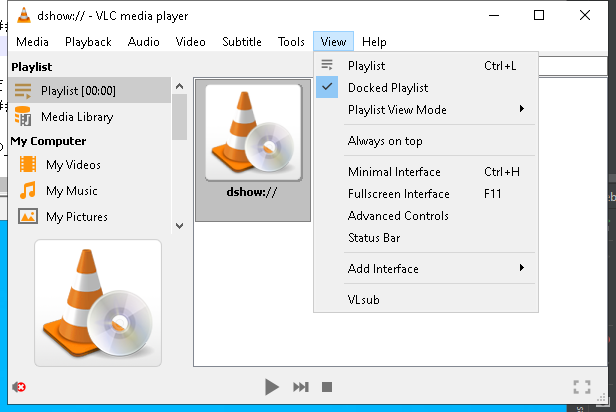 dshow:// - VLC media player
Media Playback Audio Video Subtitle Tools View Help
Playlist
Playlist [00:00]
Media Library
My Computer
My Videos
My Music
My Pictures
dshow://
Playlist Ctrl+L
Docked Playlist
Playlist View Mode
Always on top
Minimal Interface Ctrl+H
Fullscreen Interface F11
Advanced Controls
Status Bar
Add Interface
VLsub